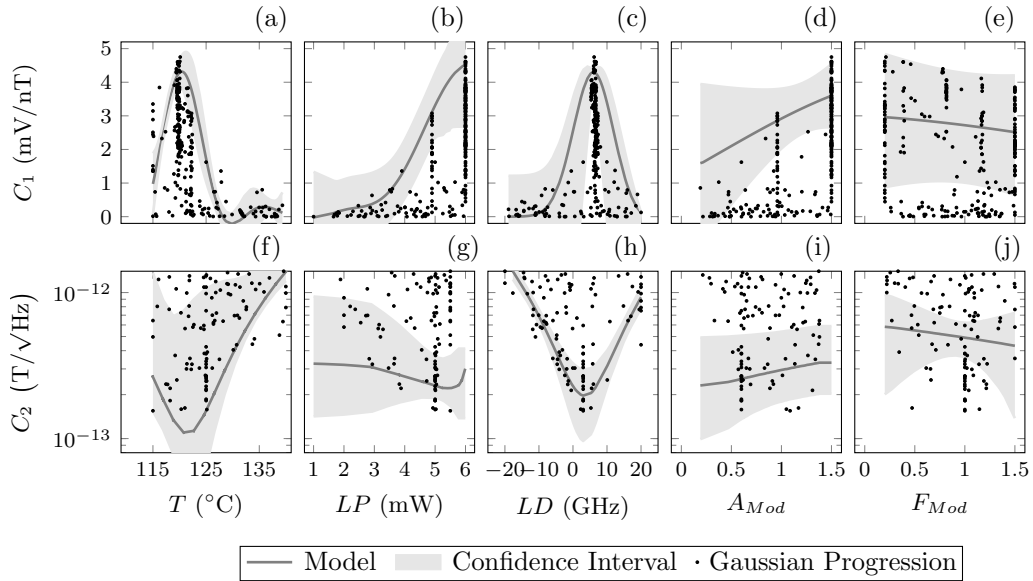 (a) (b) (c) (d) (e)
5
4
3
2
1
0
C₁ (mV/nT)
(f) (g) (h) (i) (j)
10⁻¹²
10⁻¹³
C₂ (T/√Hz)
115 125 135 1 2 3 4 5 6 −20 −10 0 10 20 0 0.5 1 1.5 0 0.5 1 1.5
T (°C) LP (mW) LD (GHz) A_Mod F_Mod
Model Confidence Interval Gaussian Progression